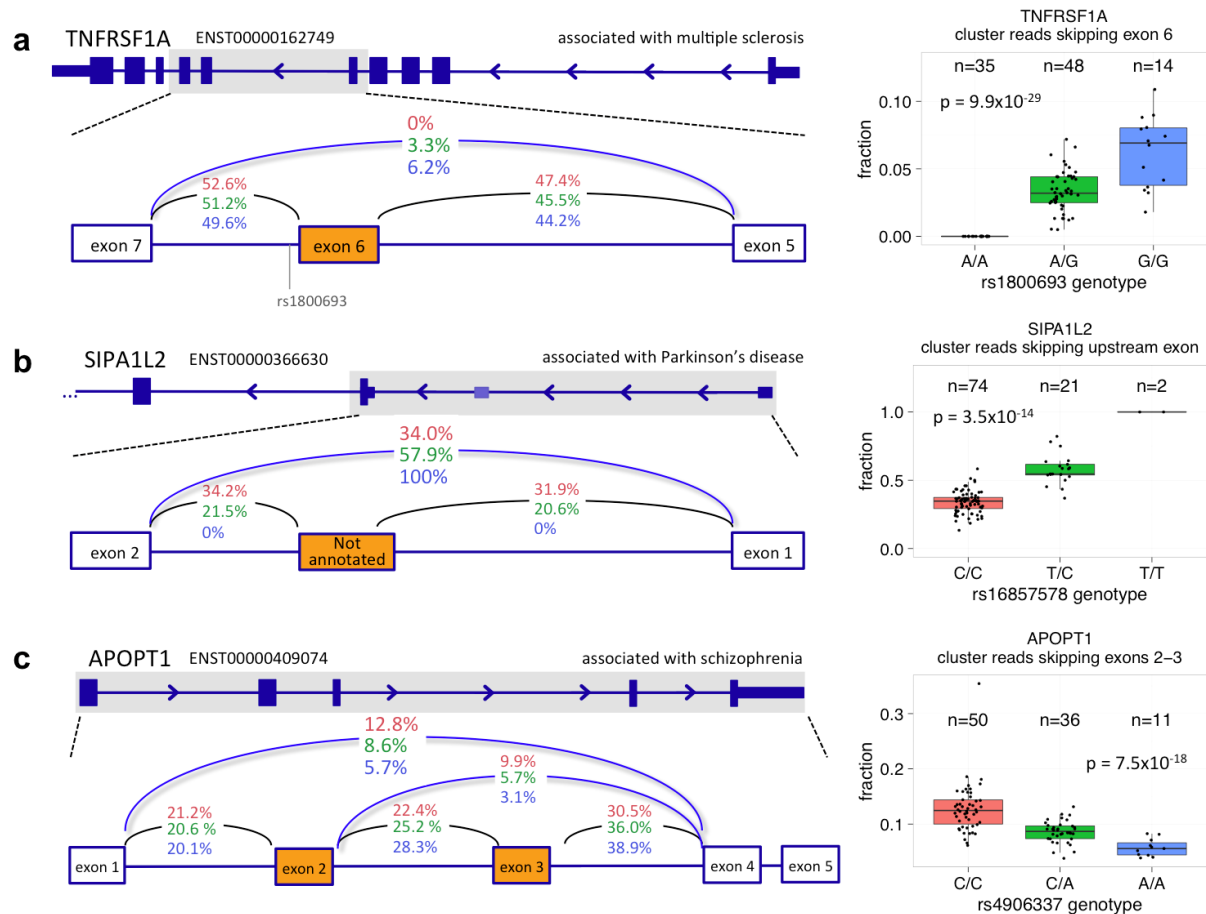 a
TNFRSF1A
ENST00000162749
associated with multiple sclerosis
0%
3.3%
6.2%
52.6%
51.2%
49.6%
47.4%
45.5%
44.2%
exon 7
exon 6
exon 5
rs1800693
TNFRSF1A
cluster reads skipping exon 6
n=35
n=48
n=14
p = 9.9x10⁻²⁹
fraction
0.10
0.05
0.00
A/A
A/G
G/G
rs1800693 genotype
b
SIPA1L2
ENST00000366630
associated with Parkinson's disease
...
34.0%
57.9%
100%
34.2%
21.5%
0%
31.9%
20.6%
0%
exon 2
Not
annotated
exon 1
SIPA1L2
cluster reads skipping upstream exon
n=74
n=21
n=2
p = 3.5x10⁻¹⁴
fraction
1.0
0.5
0.0
C/C
T/C
T/T
rs16857578 genotype
c
APOPT1
ENST00000409074
associated with schizophrenia
12.8%
8.6%
5.7%
9.9%
5.7%
3.1%
21.2%
20.6 %
20.1%
22.4%
25.2 %
28.3%
30.5%
36.0%
38.9%
exon 1
exon 2
exon 3
exon 4
exon 5
APOPT1
cluster reads skipping exons 2−3
n=50
n=36
n=11
p = 7.5x10⁻¹⁸
fraction
0.3
0.2
0.1
C/C
C/A
A/A
rs4906337 genotype